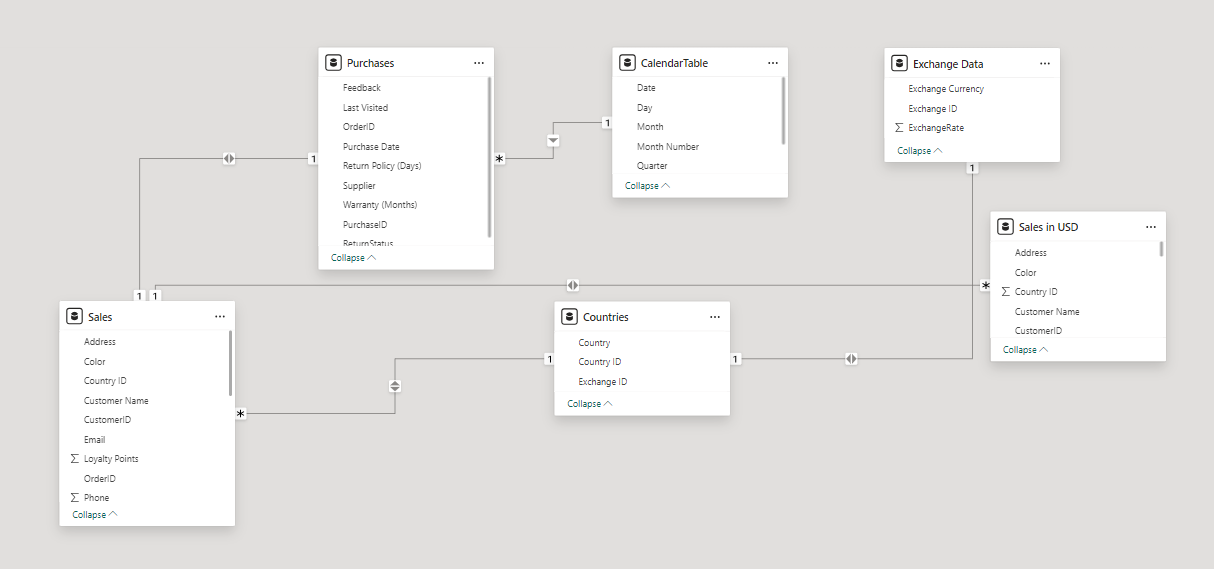 Purchases
Feedback
Last Visited
OrderID
Purchase Date
Return Policy (Days)
Supplier
Warranty (Months)
PurchaseID
ReturnStatus
Collapse
CalendarTable
Date
Day
Month
Month Number
Quarter
Collapse
Exchange Data
Exchange Currency
Exchange ID
Σ ExchangeRate
Collapse
1
*
1
1
Sales in USD
Address
Color
Σ Country ID
Customer Name
CustomerID
Collapse
1
1
*
Sales
Address
Color
Country ID
Customer Name
CustomerID
Email
Σ Loyalty Points
OrderID
Σ Phone
Collapse
Countries
Country
Country ID
Exchange ID
Collapse
1
1
*